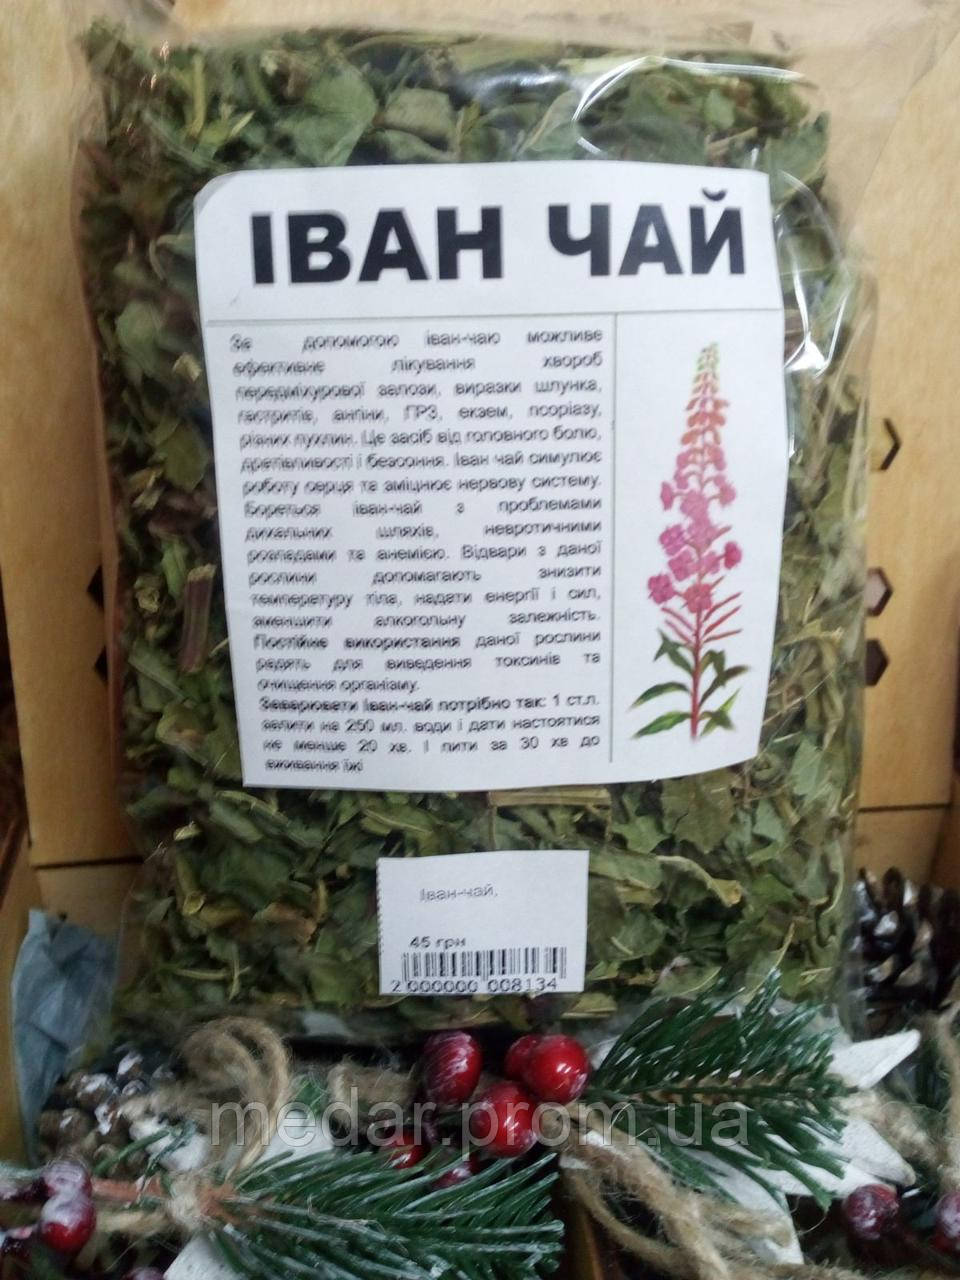 ІВАН ЧАЙ
За допомогою іван-чаю можливе
ефективне лікування хвороб
передміхурової залози, виразки шлунка,
гастритів, ангіни, ГРЗ, екзем, псоріазу,
різних пухлин. Це засіб від головного болю,
дратівливості і безсоння. Іван чай симулює
роботу серця та зміцнює нервову систему.
Бореться іван-чай з проблемами
дихальних шляхів, невротичними
розладами та анемією. Відвари з даної
рослини допомагають знизити
температуру тіла, надати енергії і сил,
зменшити алкогольну залежність.
Постійне використання даної рослини
радять для виведення токсинів та
очищення організму.
Заварювати Іван-чай потрібно так: 1 ст.л.
залити на 250 мл. води і дати настоятися
не менше 20 хв. І пити за 30 хв до
вживання їжі
Іван-чай,
45 грн
2 000000 008134
medar.prom.ua